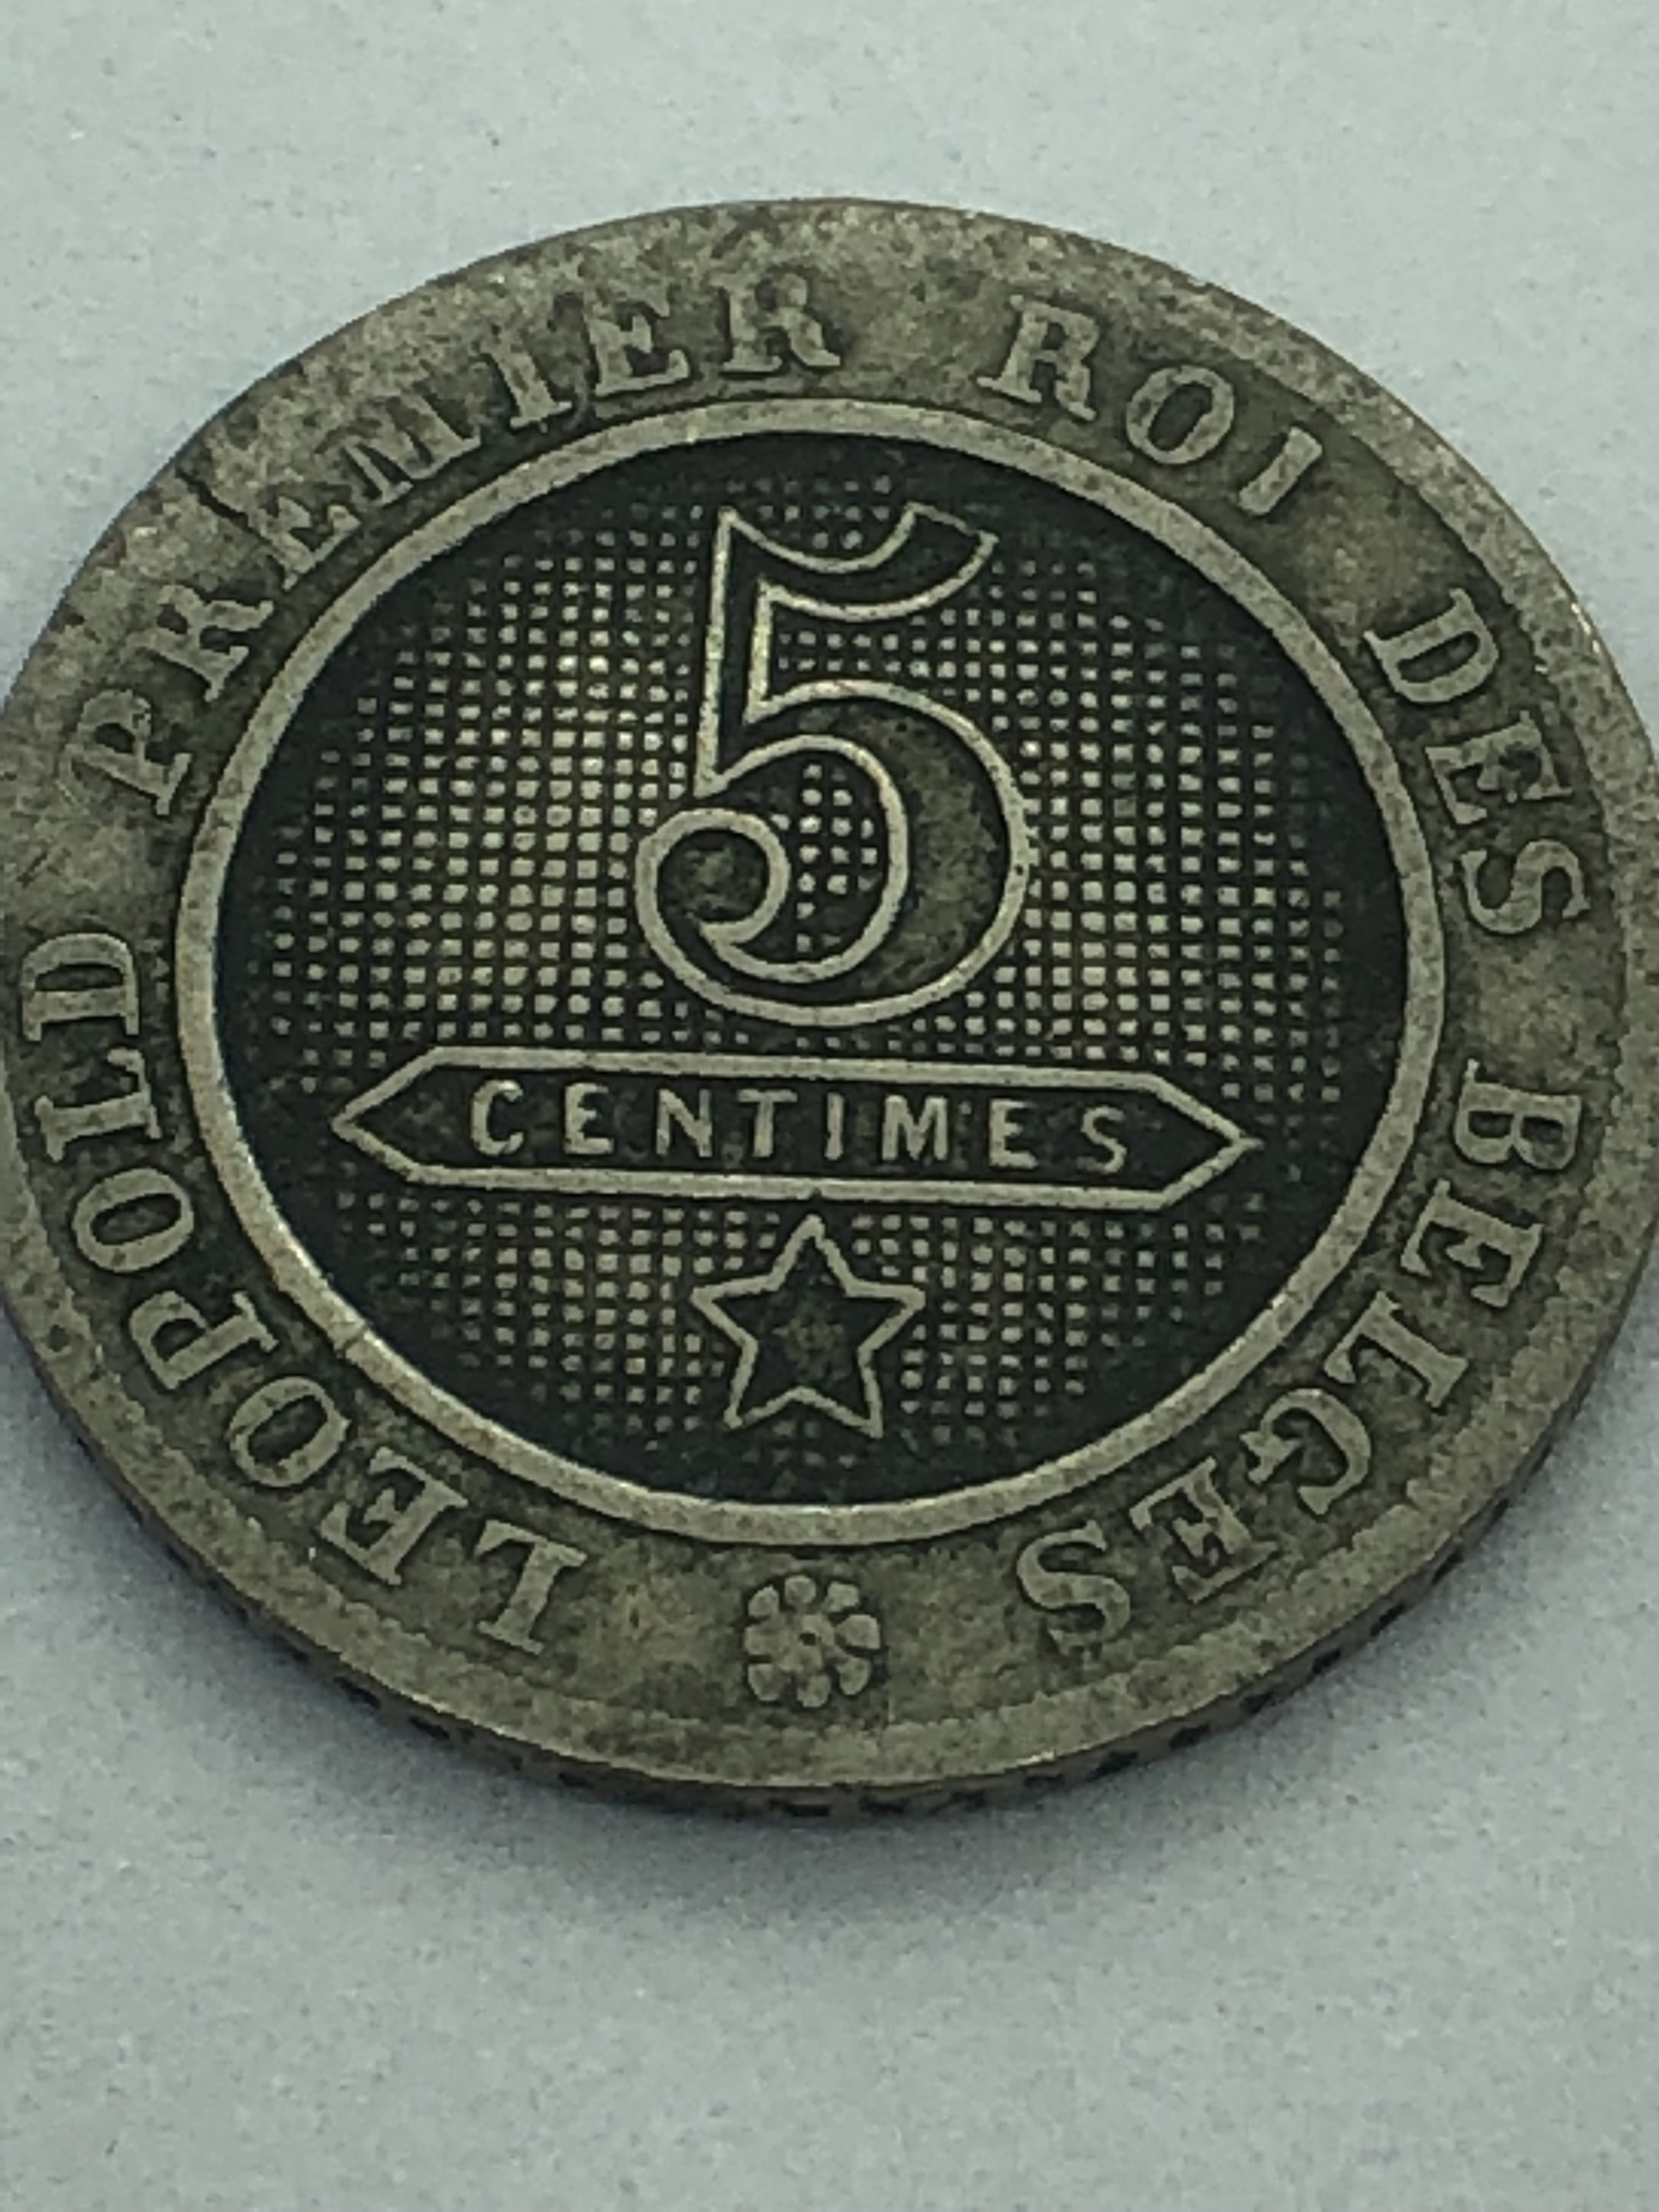 LEOPOLD PREMIER ROI DES BELGES
5
CENTIMES